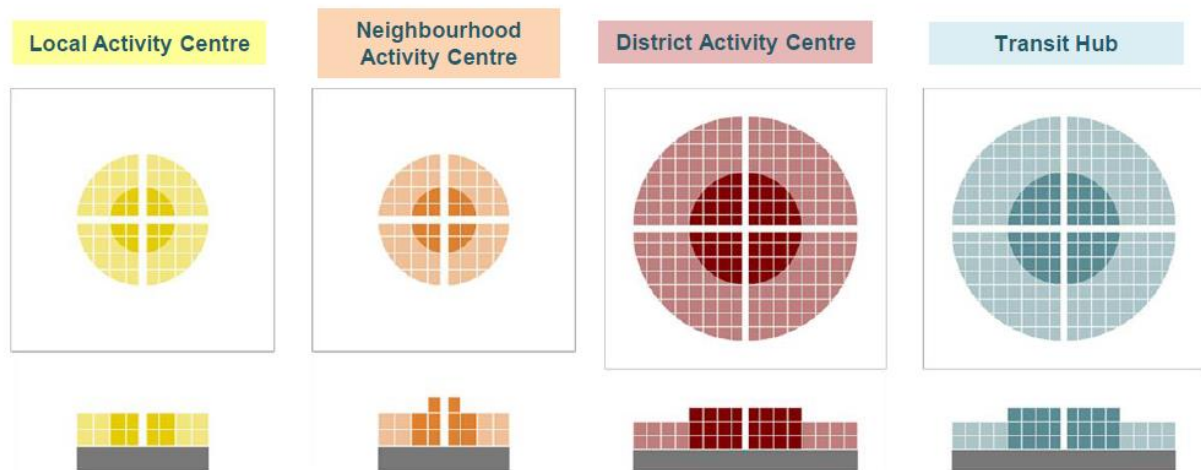 Local Activity Centre
Neighbourhood
Activity Centre
District Activity Centre
Transit Hub